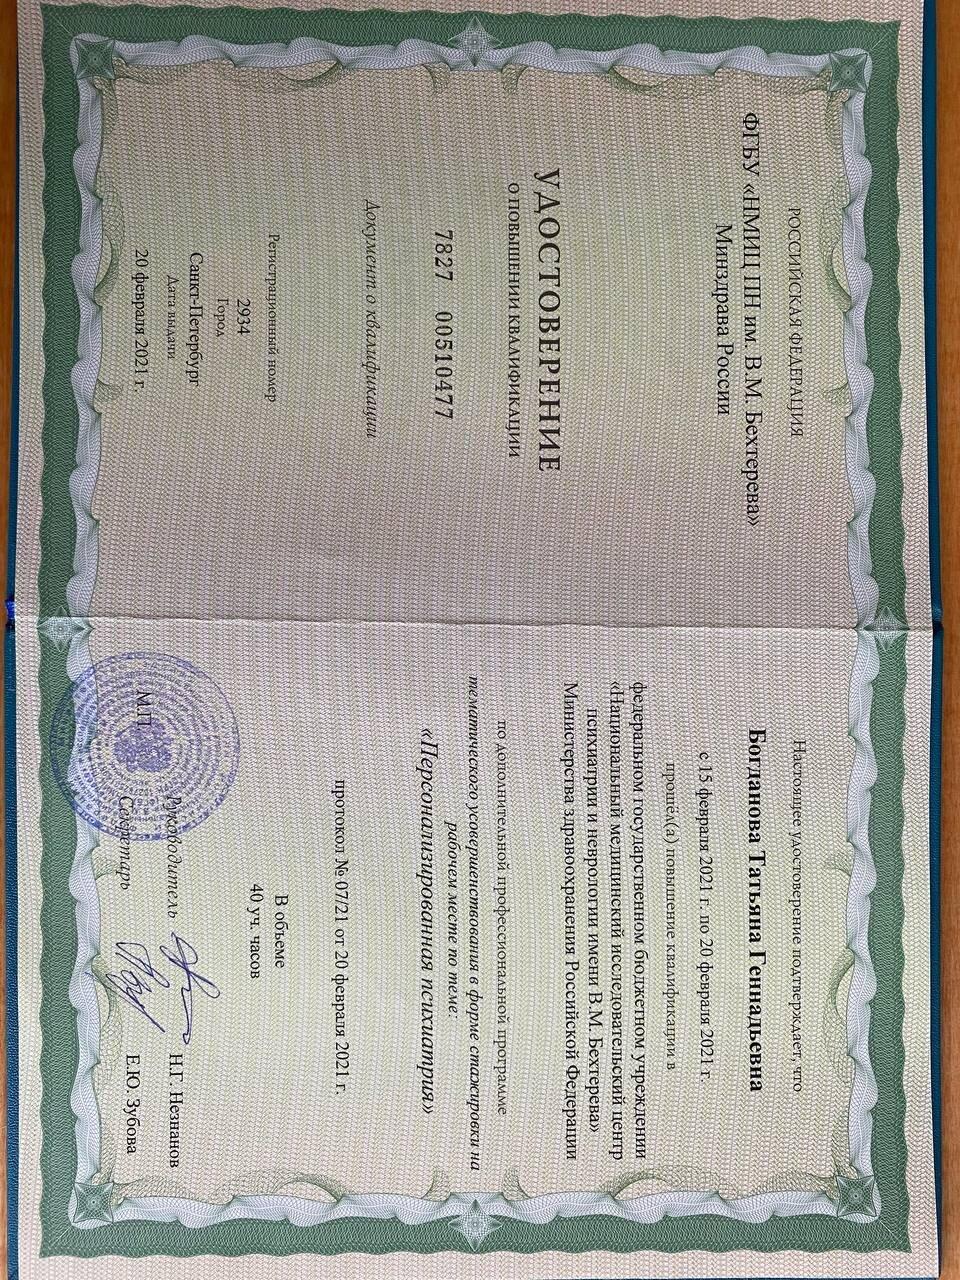 РОССИЙСКАЯ ФЕДЕРАЦИЯ
ФГБУ «НМИЦ ПН им. В.М. Бехтерева»
Минздрава России
УДОСТОВЕРЕНИЕ
О ПОВЫШЕНИИ КВАЛИФИКАЦИИ
7827 00510477
Документ о квалификации
Регистрационный номер
2934
Город
Санкт-Петербург
Дата выдачи
20 февраля 2021 г.
Настоящее удостоверение подтверждает, что
Богданова Татьяна Геннадьевна
с 15 февраля 2021 г. по 20 февраля 2021 г.
прошёл(а) повышение квалификации в
федеральном государственном бюджетном учреждении
«Национальный медицинский исследовательский центр
психиатрии и неврологии имени В.М. Бехтерева»
Министерства здравоохранения Российской Федерации
по дополнительной профессиональной программе
тематического усовершенствования в форме стажировки на
рабочем месте по теме:
«Персонализированная психиатрия»
протокол № 07/21 от 20 февраля 2021 г.
В объеме
40 уч. часов
Руководитель Н.Г. Незнанов
М.П.
Секретарь Е.Ю. Зубова